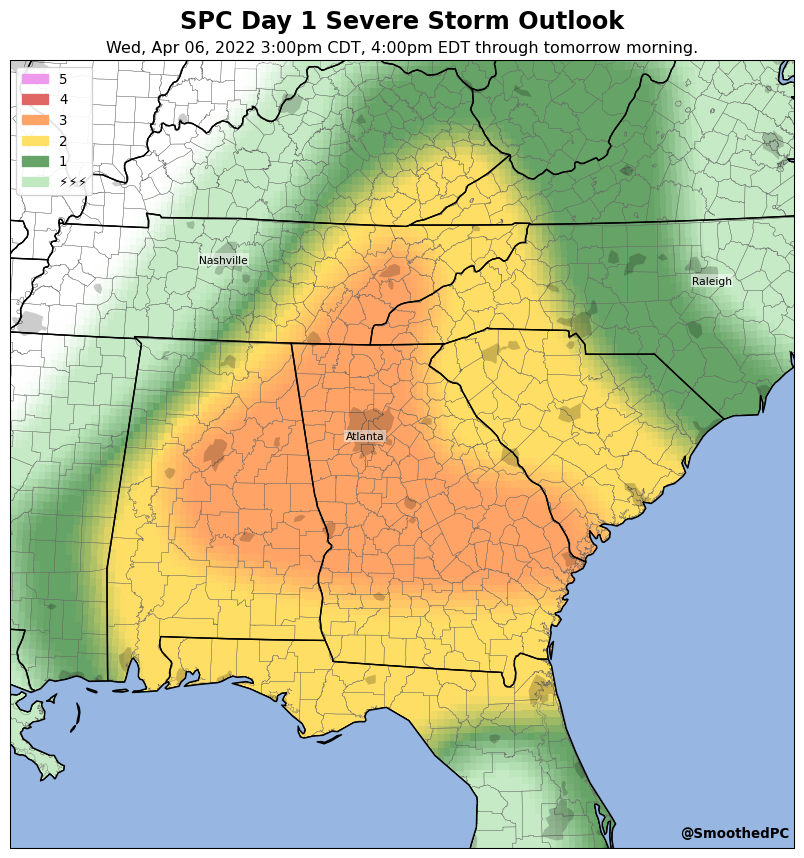 SPC Day 1 Severe Storm Outlook
Wed, Apr 06, 2022 3:00pm CDT, 4:00pm EDT through tomorrow morning.
5
4
3
2
1
⚡⚡⚡
Nashville
Raleigh
Atlanta
@SmoothedPC